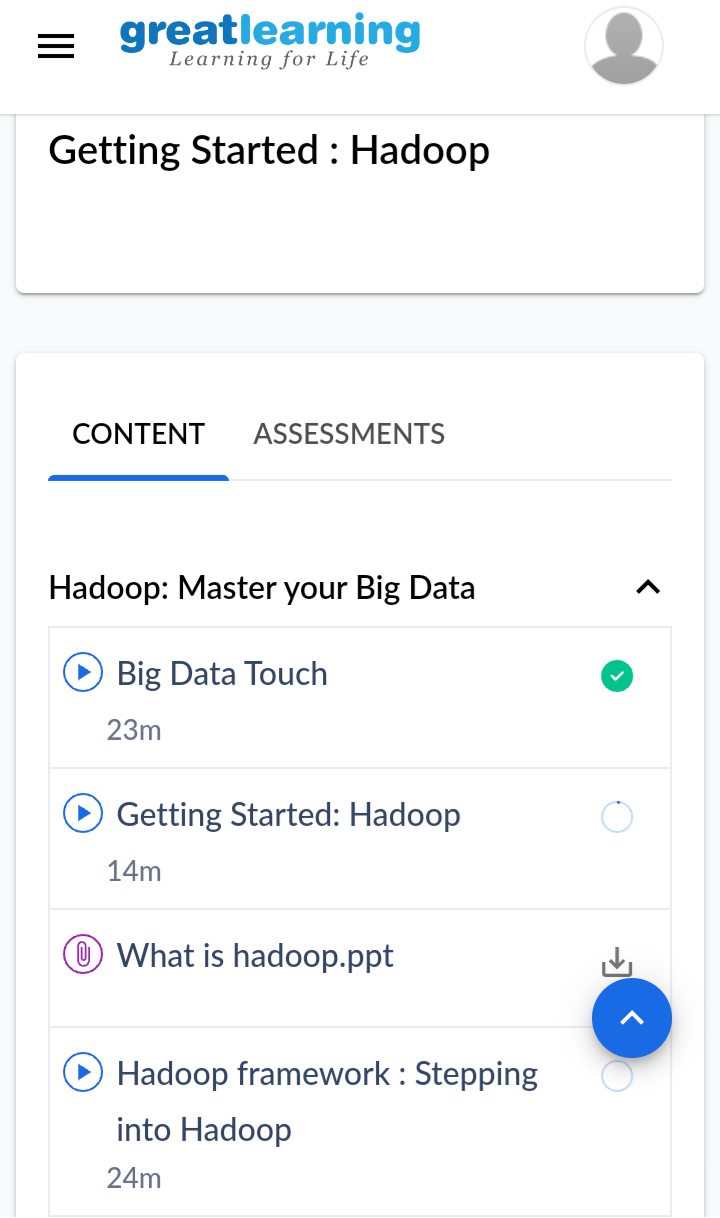 greatlearning
Learning for Life
Getting Started : Hadoop
CONTENT
ASSESSMENTS
Hadoop: Master your Big Data
Big Data Touch
23m
Getting Started: Hadoop
14m
What is hadoop.ppt
Hadoop framework : Stepping
into Hadoop
24m